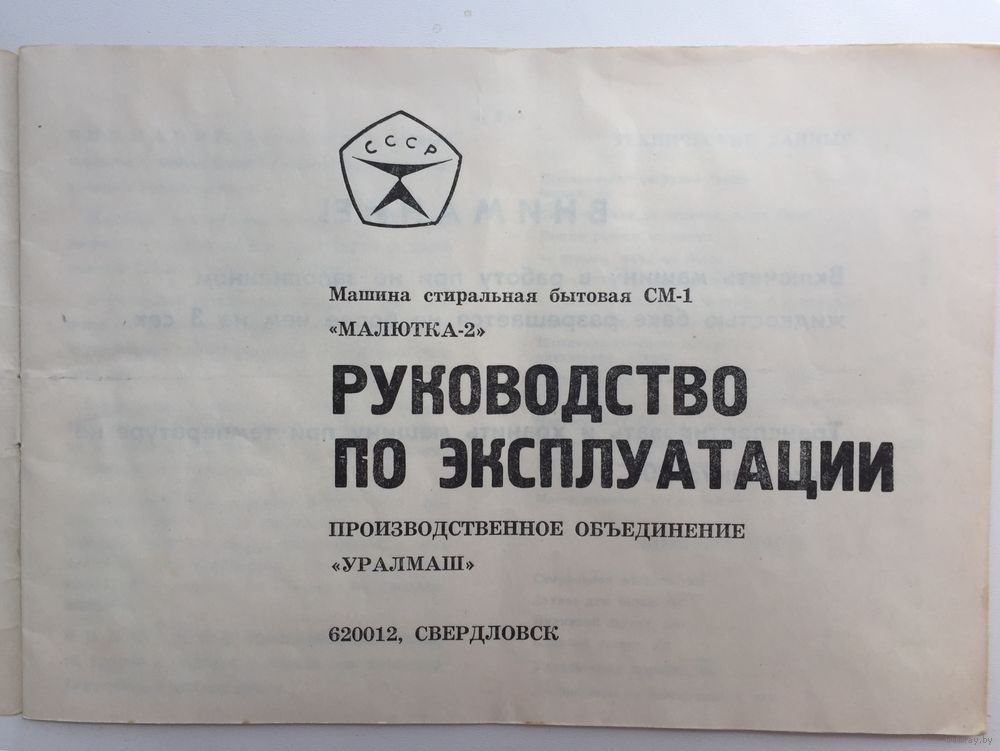 СССР
Машина стиральная бытовая СМ-1
«МАЛЮТКА-2»
РУКОВОДСТВО
ПО ЭКСПЛУАТАЦИИ
ПРОИЗВОДСТВЕННОЕ ОБЪЕДИНЕНИЕ
«УРАЛМАШ»
620012, СВЕРДЛОВСК